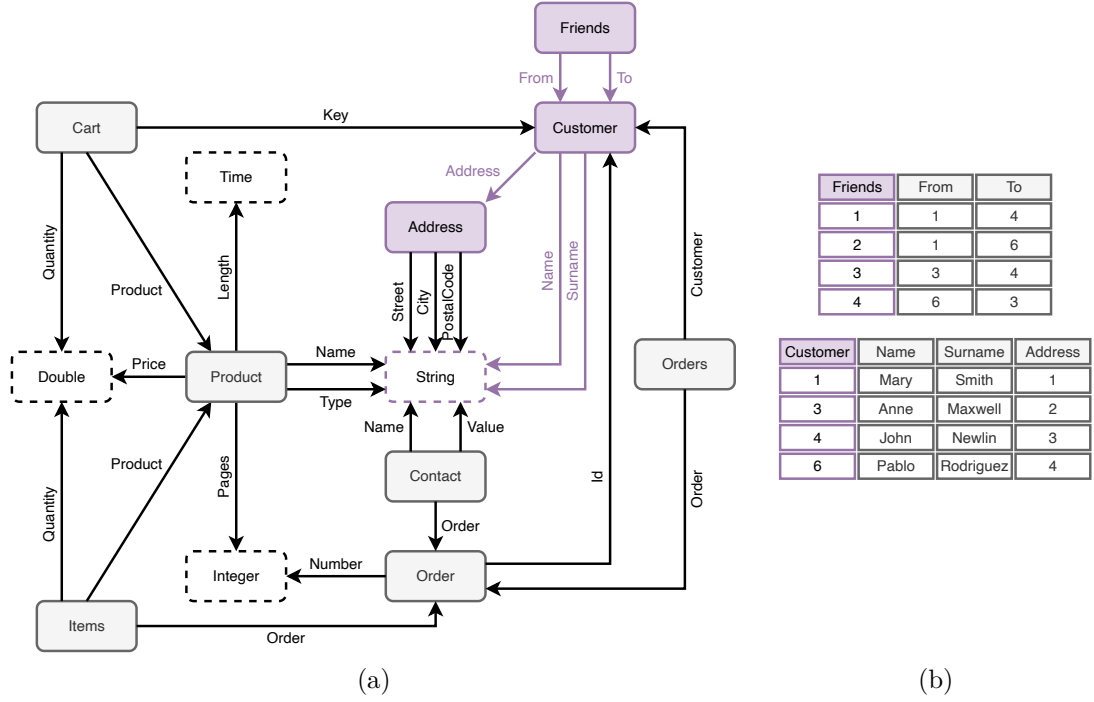 Friends
From
To
Cart
Key
Customer
Time
Address
Address
Quantity
Product
Length
Street
City
PostalCode
Name
Surname
Customer
Double
Price
Product
Name
Type
String
Orders
Name
Value
Product
Pages
Contact
Quantity
Id
Order
Order
Integer
Number
Order
Items
Order
(a)
Friends From To
1 1 4
2 1 6
3 3 4
4 6 3
Customer Name Surname Address
1 Mary Smith 1
3 Anne Maxwell 2
4 John Newlin 3
6 Pablo Rodriguez 4
(b)